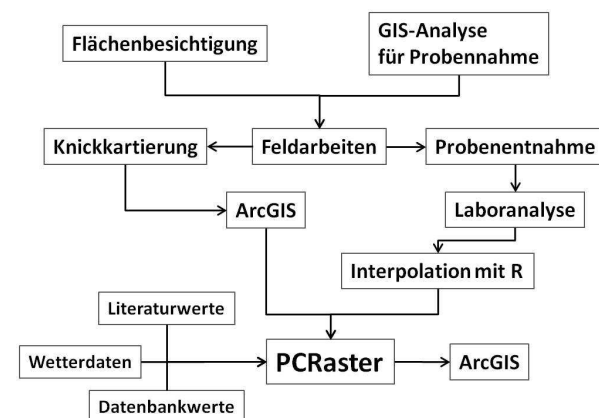 Flächenbesichtigung
GIS-Analyse
für Probennahme
Knickkartierung
Feldarbeiten
Probenentnahme
ArcGIS
Laboranalyse
Interpolation mit R
Literaturwerte
Wetterdaten
PCRaster
ArcGIS
Datenbankwerte